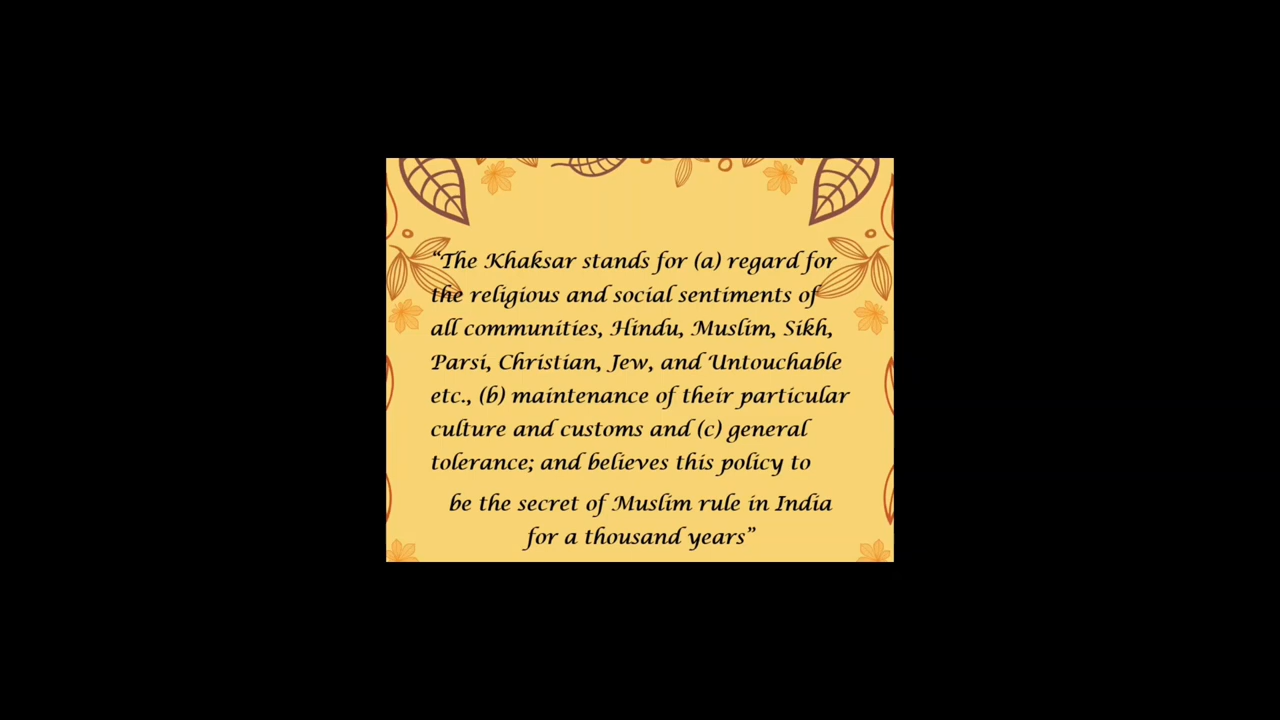 “The Khaksar stands for (a) regard for
the religious and social sentiments of
all communities, Hindu, Muslim, Sikh,
Parsi, Christian, Jew, and Untouchable
etc., (b) maintenance of their particular
culture and customs and (c) general
tolerance; and believes this policy to
be the secret of Muslim rule in India
for a thousand years”